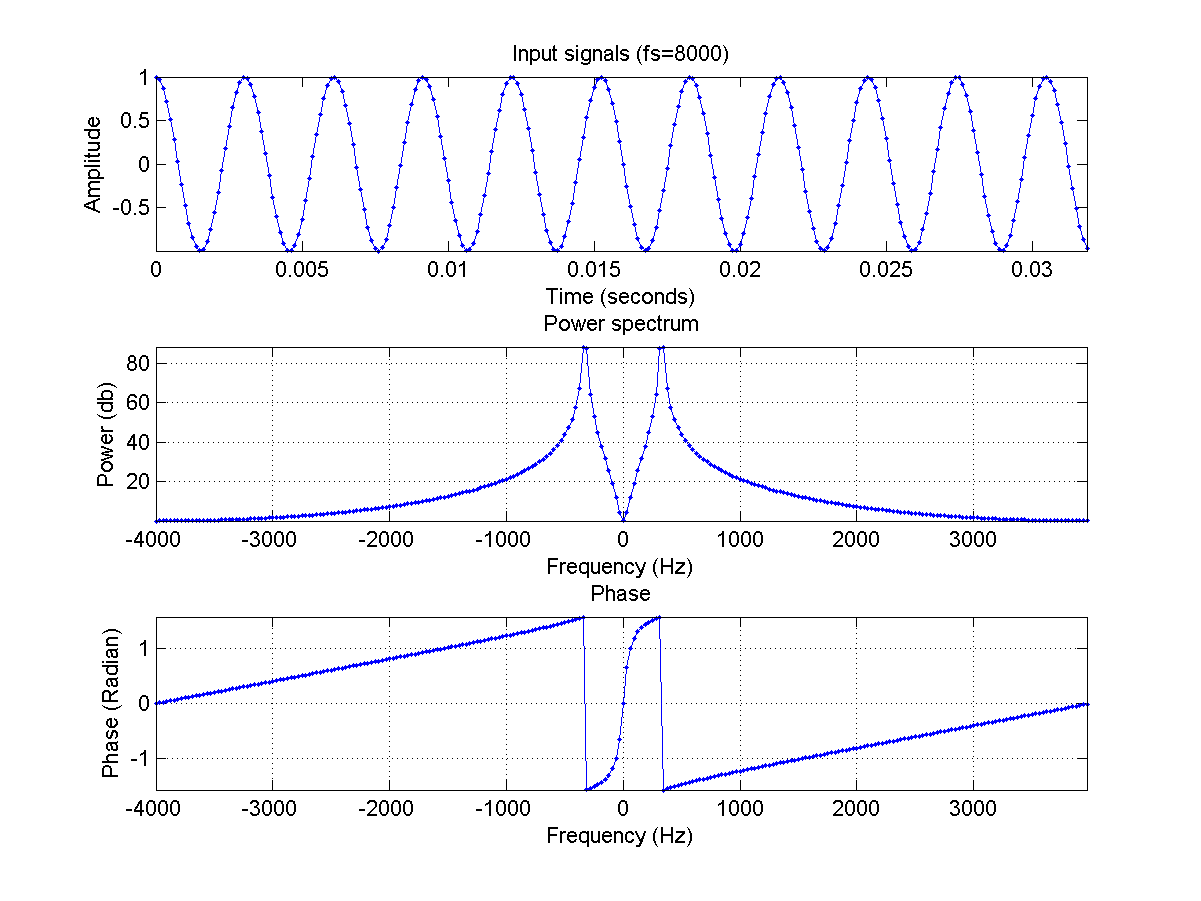 Input signals (fs=8000)
1
0.5
0
-0.5
Amplitude
0 0.005 0.01 0.015 0.02 0.025 0.03
Time (seconds)
Power spectrum
80
60
40
20
Power (db)
-4000 -3000 -2000 -1000 0 1000 2000 3000
Frequency (Hz)
Phase
1
0
-1
Phase (Radian)
-4000 -3000 -2000 -1000 0 1000 2000 3000
Frequency (Hz)